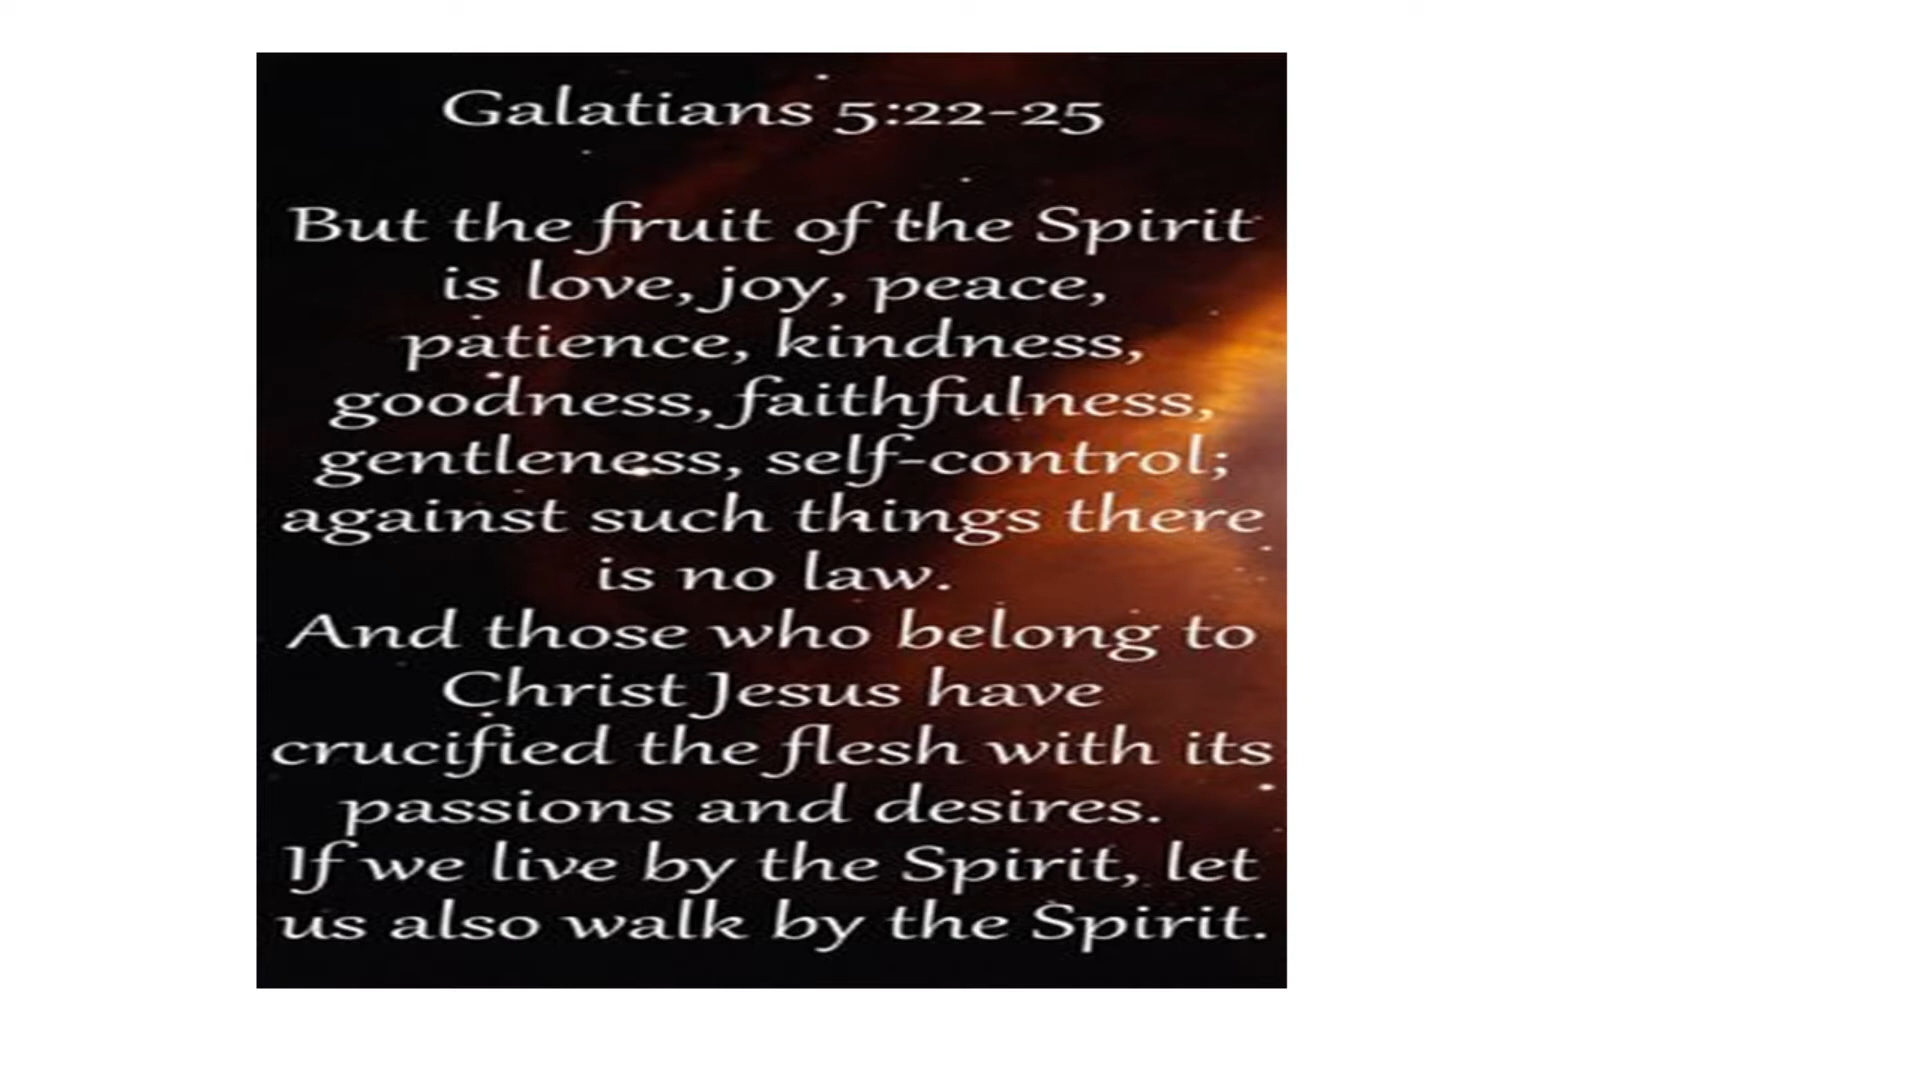 Galatians 5:22-25
But the fruit of the Spirit
is love, joy, peace,
patience, kindness,
goodness, faithfulness,
gentleness, self-control;
against such things there
is no law.
And those who belong to
Christ Jesus have
crucified the flesh with its
passions and desires.
If we live by the Spirit, let
us also walk by the Spirit.